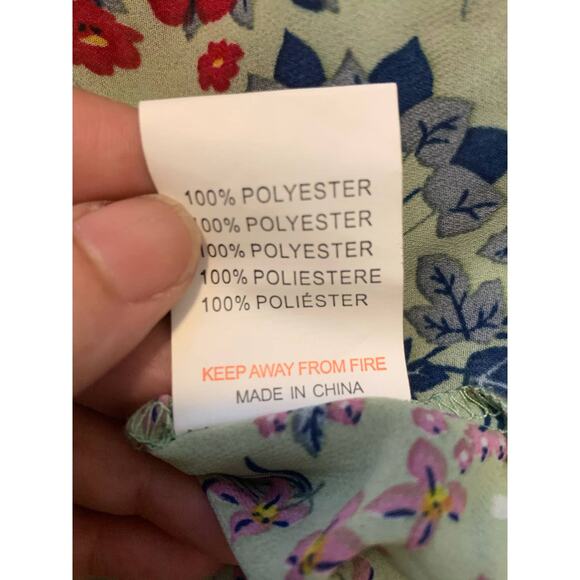 100% POLYESTER
100% POLYESTER
100% POLYESTER
100% POLIESTERE
100% POLIÉSTER
KEEP AWAY FROM FIRE
MADE IN CHINA